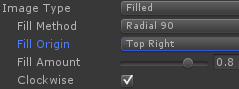 Image Type Filled
Fill Method Radial 90
Fill Origin Top Right
Fill Amount 0.8
Clockwise